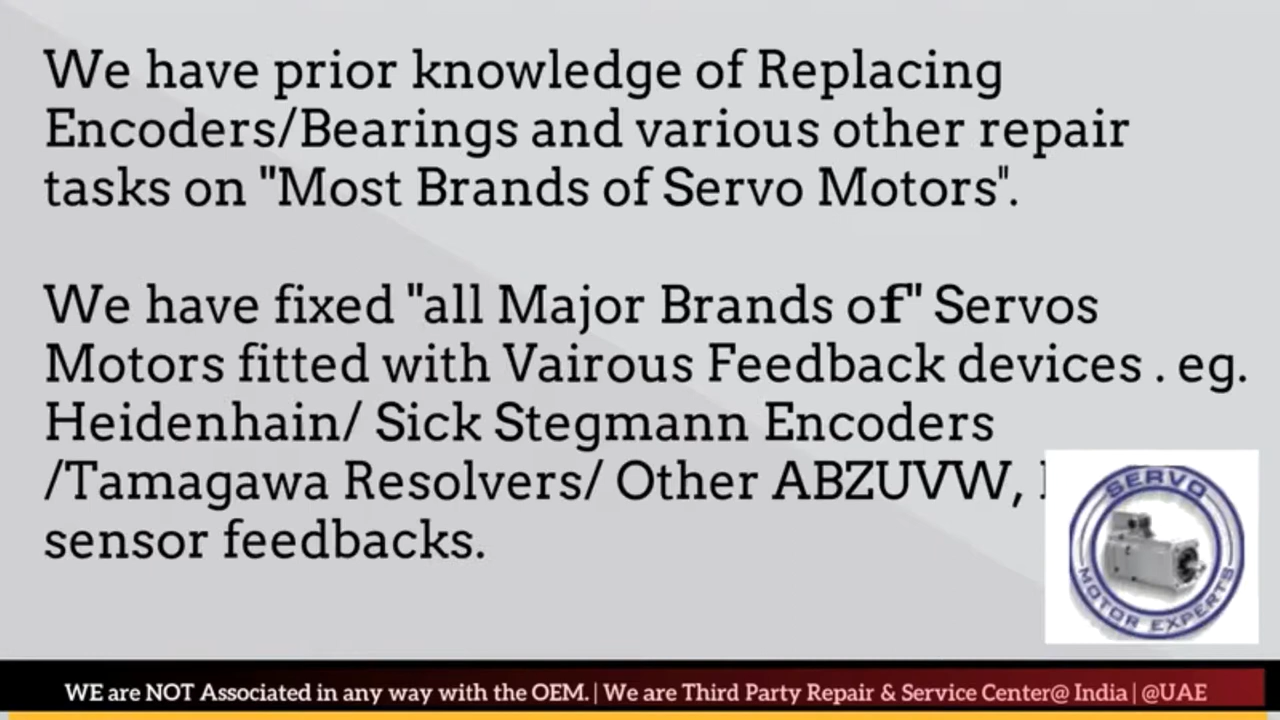 We have prior knowledge of Replacing
Encoders/Bearings and various other repair
tasks on "Most Brands of Servo Motors".
We have fixed "all Major Brands of" Servos
Motors fitted with Vairous Feedback devices . eg.
Heidenhain/ Sick Stegmann Encoders
/Tamagawa Resolvers/ Other ABZUVW,
sensor feedbacks.
SERVO
MOTOR EXPERTS
WE are NOT Associated in any way with the OEM. | We are Third Party Repair & Service Center@ India | @UAE